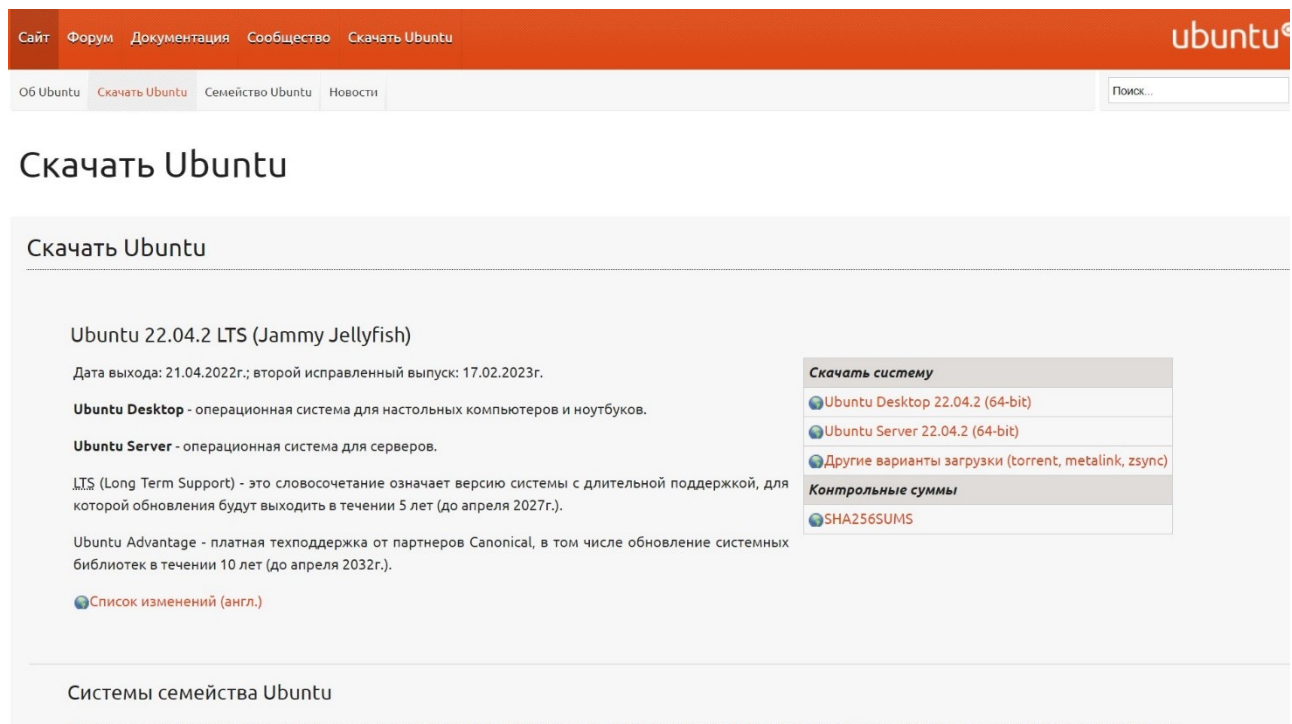 Сайт Форум Документация Сообщество Скачать Ubuntu
ubuntu
Об Ubuntu Скачать Ubuntu Семейство Ubuntu Новости
Поиск...
Скачать Ubuntu
Скачать Ubuntu
Ubuntu 22.04.2 LTS (Jammy Jellyfish)
Дата выхода: 21.04.2022г.; второй исправленный выпуск: 17.02.2023г.
Ubuntu Desktop - операционная система для настольных компьютеров и ноутбуков.
Ubuntu Server - операционная система для серверов.
LTS (Long Term Support) - это словосочетание означает версию системы с длительной поддержкой, для
которой обновления будут выходить в течении 5 лет (до апреля 2027г.).
Ubuntu Advantage - платная техподдержка от партнеров Canonical, в том числе обновление системных
библиотек в течении 10 лет (до апреля 2032г.).
Список изменений (англ.)
Скачать систему
Ubuntu Desktop 22.04.2 (64-bit)
Ubuntu Server 22.04.2 (64-bit)
Другие варианты загрузки (torrent, metalink, zsync)
Контрольные суммы
SHA256SUMS
Системы семейства Ubuntu